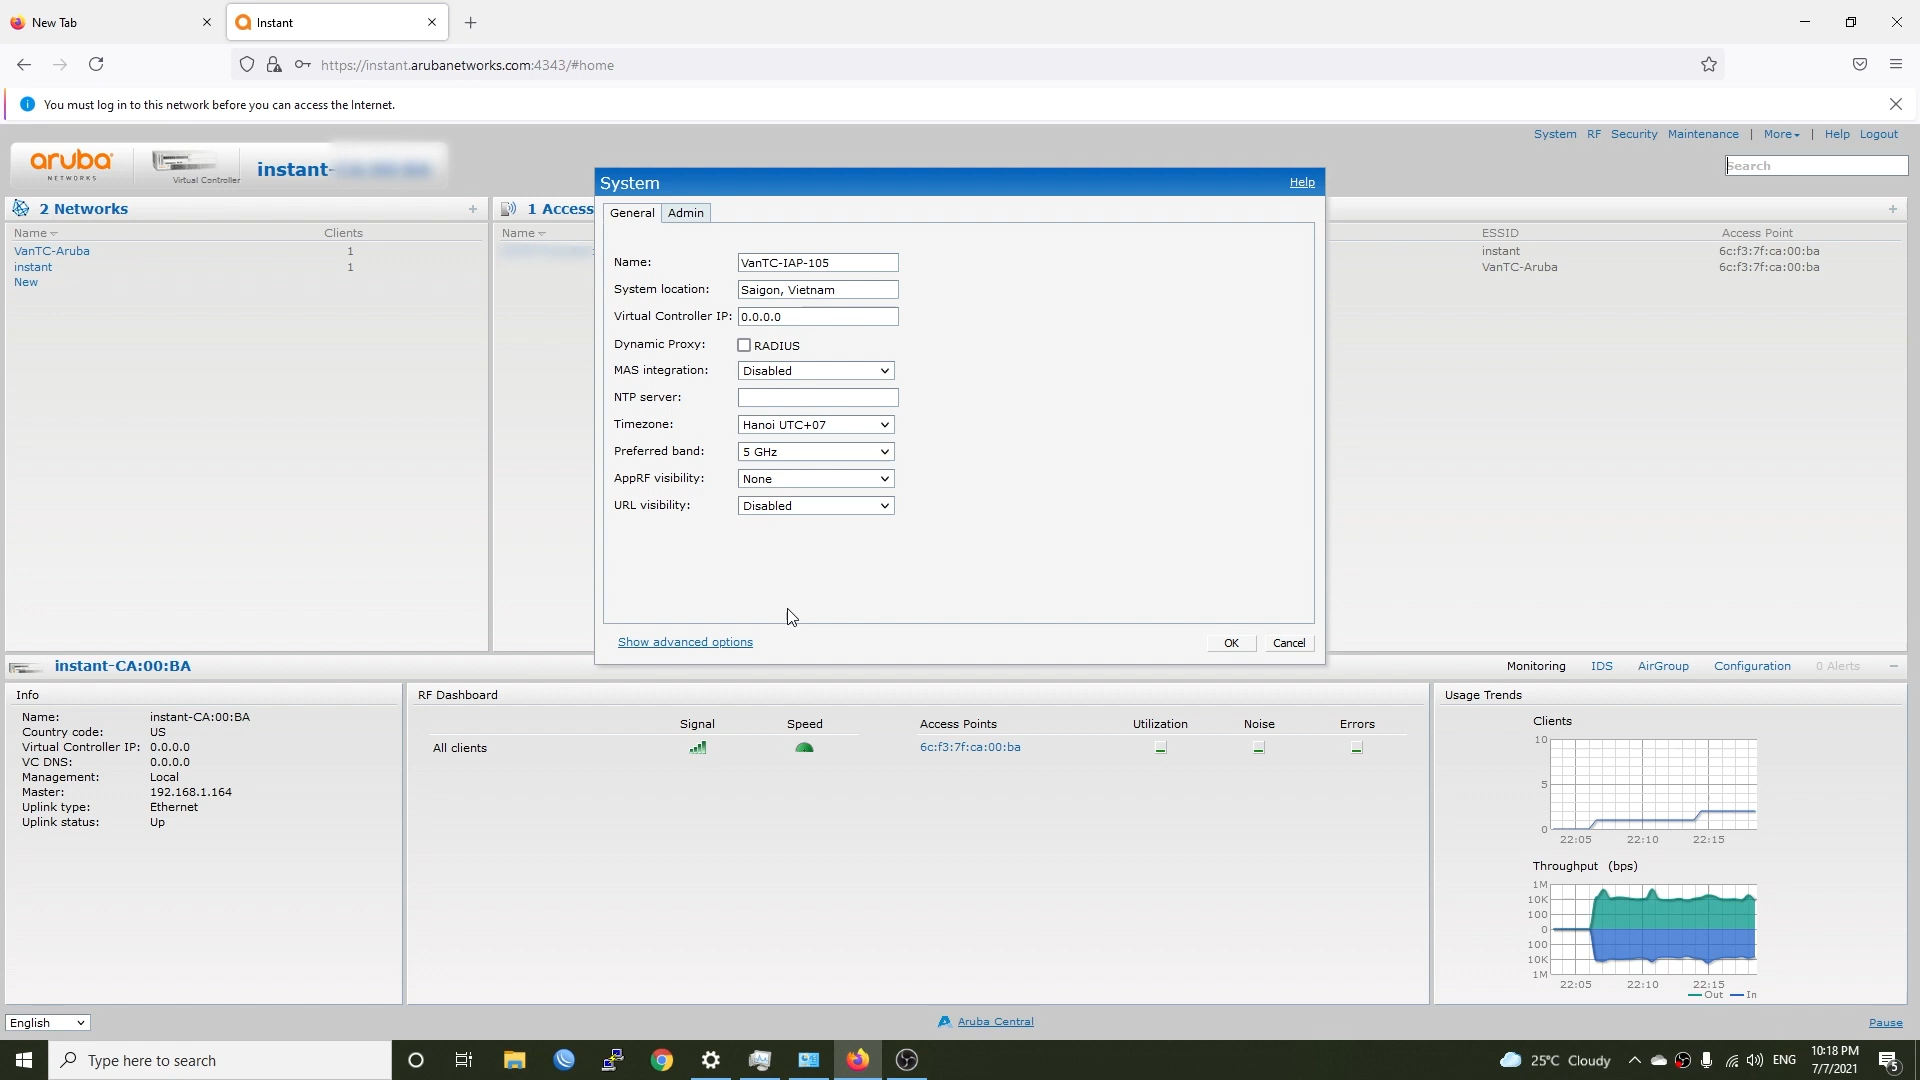 New Tab
Instant
https://instant.arubanetworks.com:4343/#home
You must log in to this network before you can access the Internet.
System RF Security Maintenance | More | Help Logout
aruba
NETWORKS
Virtual Controller
instant-
Search
2 Networks +
Name Clients
VanTC-Aruba 1
instant 1
New
1 Access
Name
System Help
General Admin
Name: VanTC-IAP-105
System location: Saigon, Vietnam
Virtual Controller IP: 0.0.0.0
Dynamic Proxy: RADIUS
MAS integration: Disabled
NTP server:
Timezone: Hanoi UTC+07
Preferred band: 5 GHz
AppRF visibility: None
URL visibility: Disabled
Show advanced options OK Cancel
+
ESSID Access Point
instant 6c:f3:7f:ca:00:ba
VanTC-Aruba 6c:f3:7f:ca:00:ba
instant-CA:00:BA
Monitoring IDS AirGroup Configuration 0 Alerts
Info
Name: instant-CA:00:BA
Country code: US
Virtual Controller IP: 0.0.0.0
VC DNS: 0.0.0.0
Management: Local
Master: 192.168.1.164
Uplink type: Ethernet
Uplink status: Up
RF Dashboard
Signal Speed Access Points Utilization Noise Errors
All clients 6c:f3:7f:ca:00:ba
Usage Trends
Clients
10
5
0
22:05 22:10 22:15
Throughput (bps)
1M
10K
100
0
100
10K
1M
22:05 22:10 22:15
Out In
English
Aruba Central
Pause
Type here to search
25°C Cloudy
ENG
10:18 PM
7/7/2021
5